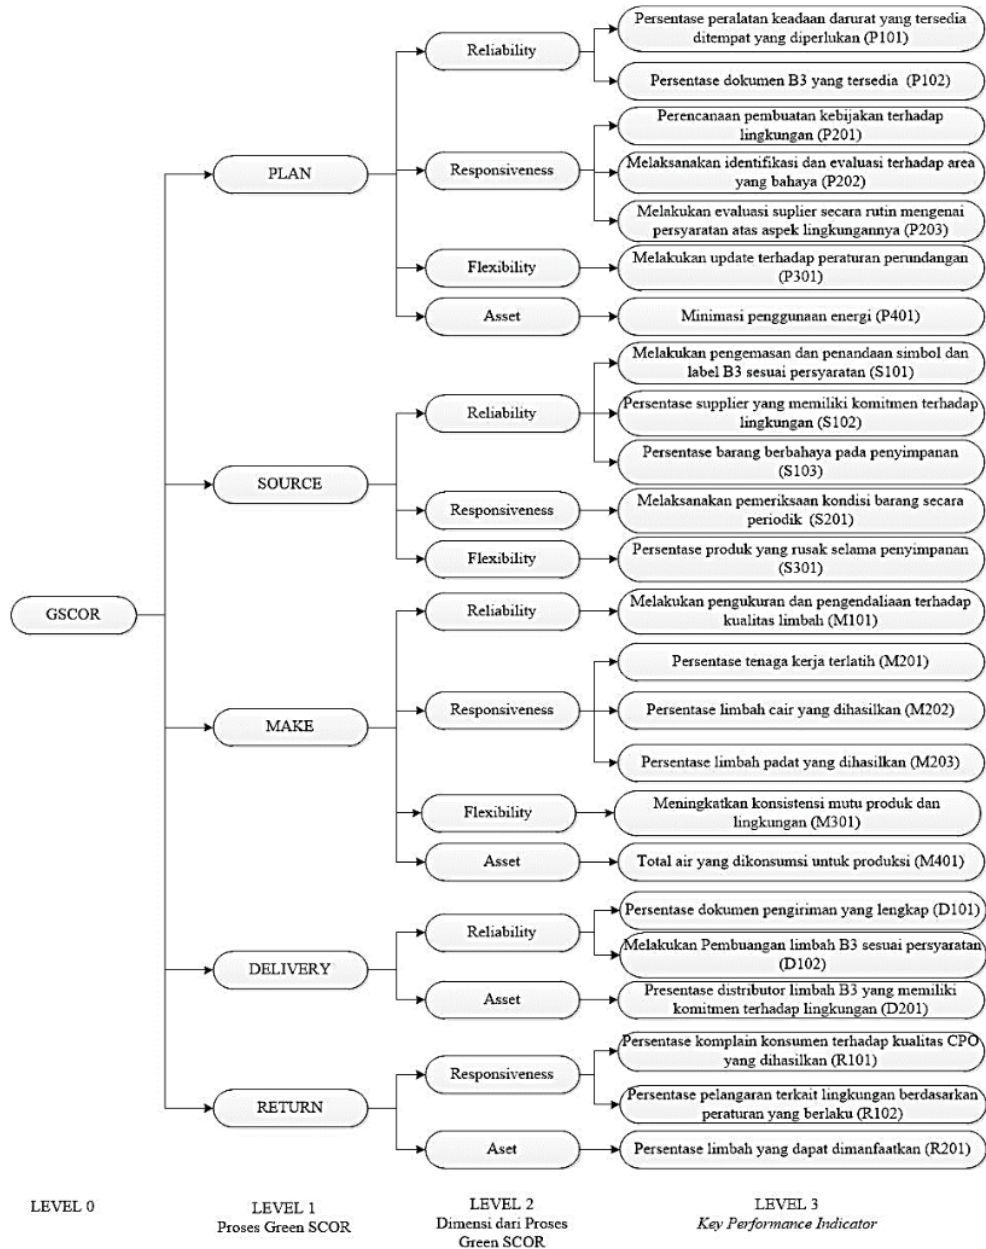 GSCOR
PLAN
Reliability
Persentase peralatan keadaan darurat yang tersedia
ditempat yang diperlukan (P101)
Persentase dokumen B3 yang tersedia (P102)
Responsiveness
Perencanaan pembuatan kebijakan terhadap
lingkungan (P201)
Melaksanakan identifikasi dan evaluasi terhadap area
yang bahaya (P202)
Melakukan evaluasi suplier secara rutin mengenai
persyaratan atas aspek lingkungannya (P203)
Flexibility
Melakukan update terhadap peraturan perundangan
(P301)
Asset
Minimasi penggunaan energi (P401)
SOURCE
Reliability
Melakukan pengemasan dan penandaan simbol dan
label B3 sesuai persyaratan (S101)
Persentase supplier yang memiliki komitmen terhadap
lingkungan (S102)
Persentase barang berbahaya pada penyimpanan
(S103)
Responsiveness
Melaksanakan pemeriksaan kondisi barang secara
periodik (S201)
Flexibility
Persentase produk yang rusak selama penyimpanan
(S301)
MAKE
Reliability
Melakukan pengukuran dan pengendaliaan terhadap
kualitas limbah (M101)
Responsiveness
Persentase tenaga kerja terlatih (M201)
Persentase limbah cair yang dihasilkan (M202)
Persentase limbah padat yang dihasilkan (M203)
Flexibility
Meningkatkan konsistensi mutu produk dan
lingkungan (M301)
Asset
Total air yang dikonsumsi untuk produksi (M401)
DELIVERY
Reliability
Persentase dokumen pengiriman yang lengkap (D101)
Melakukan Pembuangan limbah B3 sesuai persyaratan
(D102)
Asset
Presentase distributor limbah B3 yang memiliki
komitmen terhadap lingkungan (D201)
RETURN
Responsiveness
Persentase komplain konsumen terhadap kualitas CPO
yang dihasilkan (R101)
Persentase pelangaran terkait lingkungan berdasarkan
peraturan yang berlaku (R102)
Aset
Persentase limbah yang dapat dimanfaatkan (R201)
LEVEL 0
LEVEL 1
Proses Green SCOR
LEVEL 2
Dimensi dari Proses
Green SCOR
LEVEL 3
Key Performance Indicator